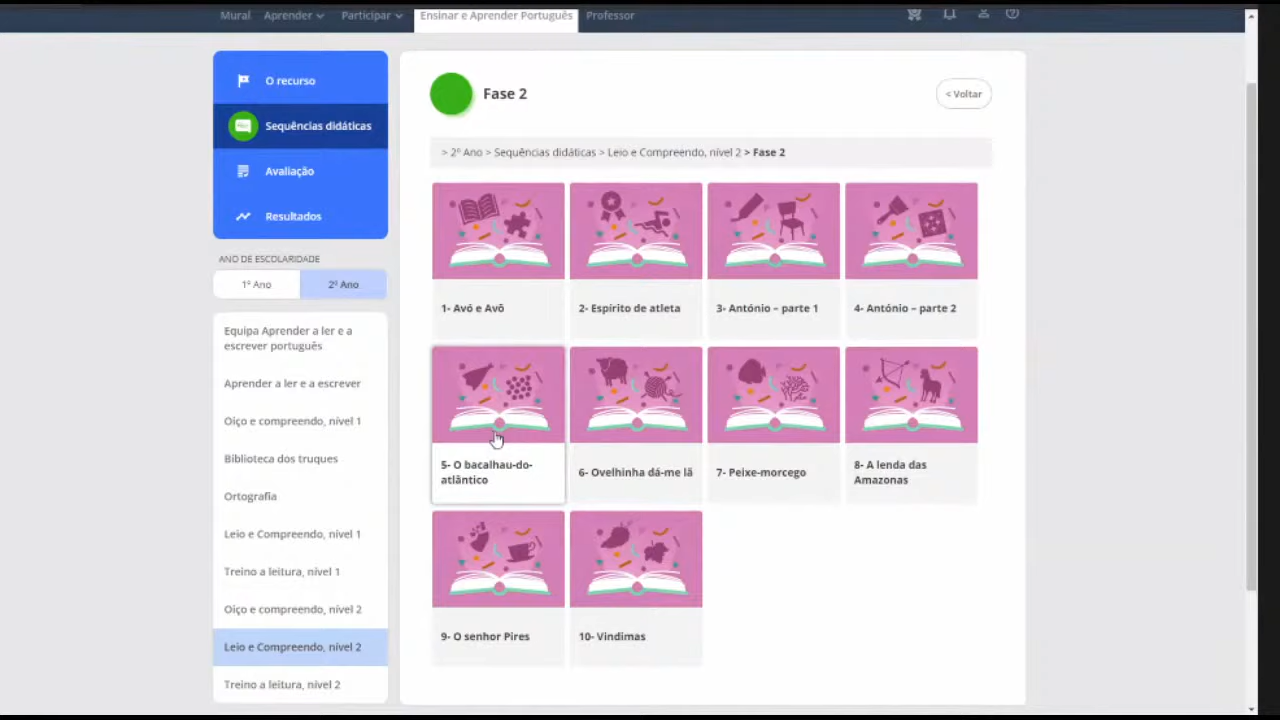 Mural Aprender Participar Ensinar e Aprender Português Professor
O recurso
Sequências didáticas
Avaliação
Resultados
ANO DE ESCOLARIDADE
1º Ano 2º Ano
Equipa Aprender a ler e a
escrever português
Aprender a ler e a escrever
Oiço e compreendo, nível 1
Biblioteca dos truques
Ortografia
Leio e Compreendo, nível 1
Treino a leitura, nível 1
Oiço e compreendo, nível 2
Leio e Compreendo, nível 2
Treino a leitura, nível 2
Fase 2
< Voltar
> 2º Ano > Sequências didáticas > Leio e Compreendo, nível 2 > Fase 2
1- Avó e Avô
2- Espírito de atleta
3- António – parte 1
4- António – parte 2
5- O bacalhau-do-
atlântico
6- Ovelhinha dá-me lã
7- Peixe-morcego
8- A lenda das
Amazonas
9- O senhor Pires
10- Vindimas